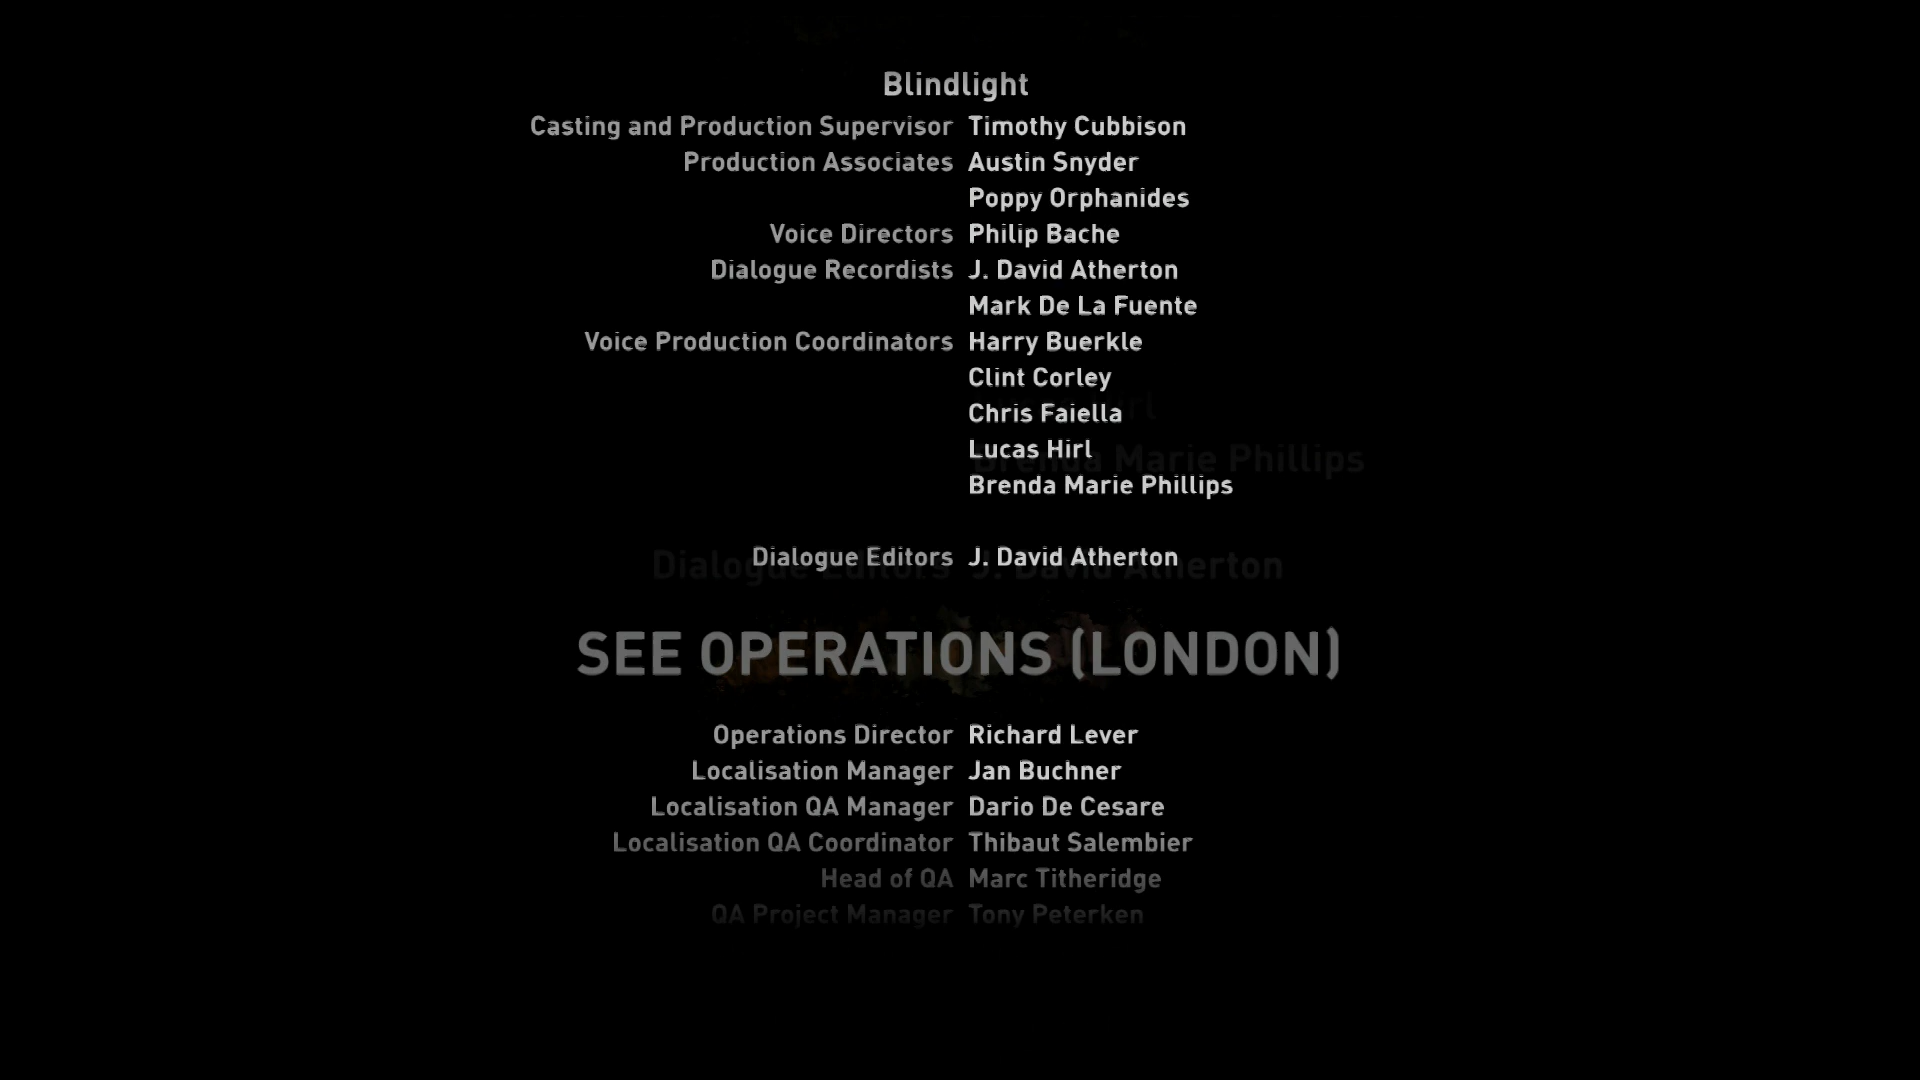 Blindlight
Casting and Production Supervisor Timothy Cubbison
Production Associates Austin Snyder
Poppy Orphanides
Voice Directors Philip Bache
Dialogue Recordists J. David Atherton
Mark De La Fuente
Voice Production Coordinators Harry Buerkle
Clint Corley
Chris Faiella
Lucas Hirl
Brenda Marie Phillips
Dialogue Editors J. David Atherton
SEE OPERATIONS (LONDON)
Operations Director Richard Lever
Localisation Manager Jan Buchner
Localisation QA Manager Dario De Cesare
Localisation QA Coordinator Thibaut Salembier
Head of QA Marc Titheridge
QA Project Manager Tony Peterken